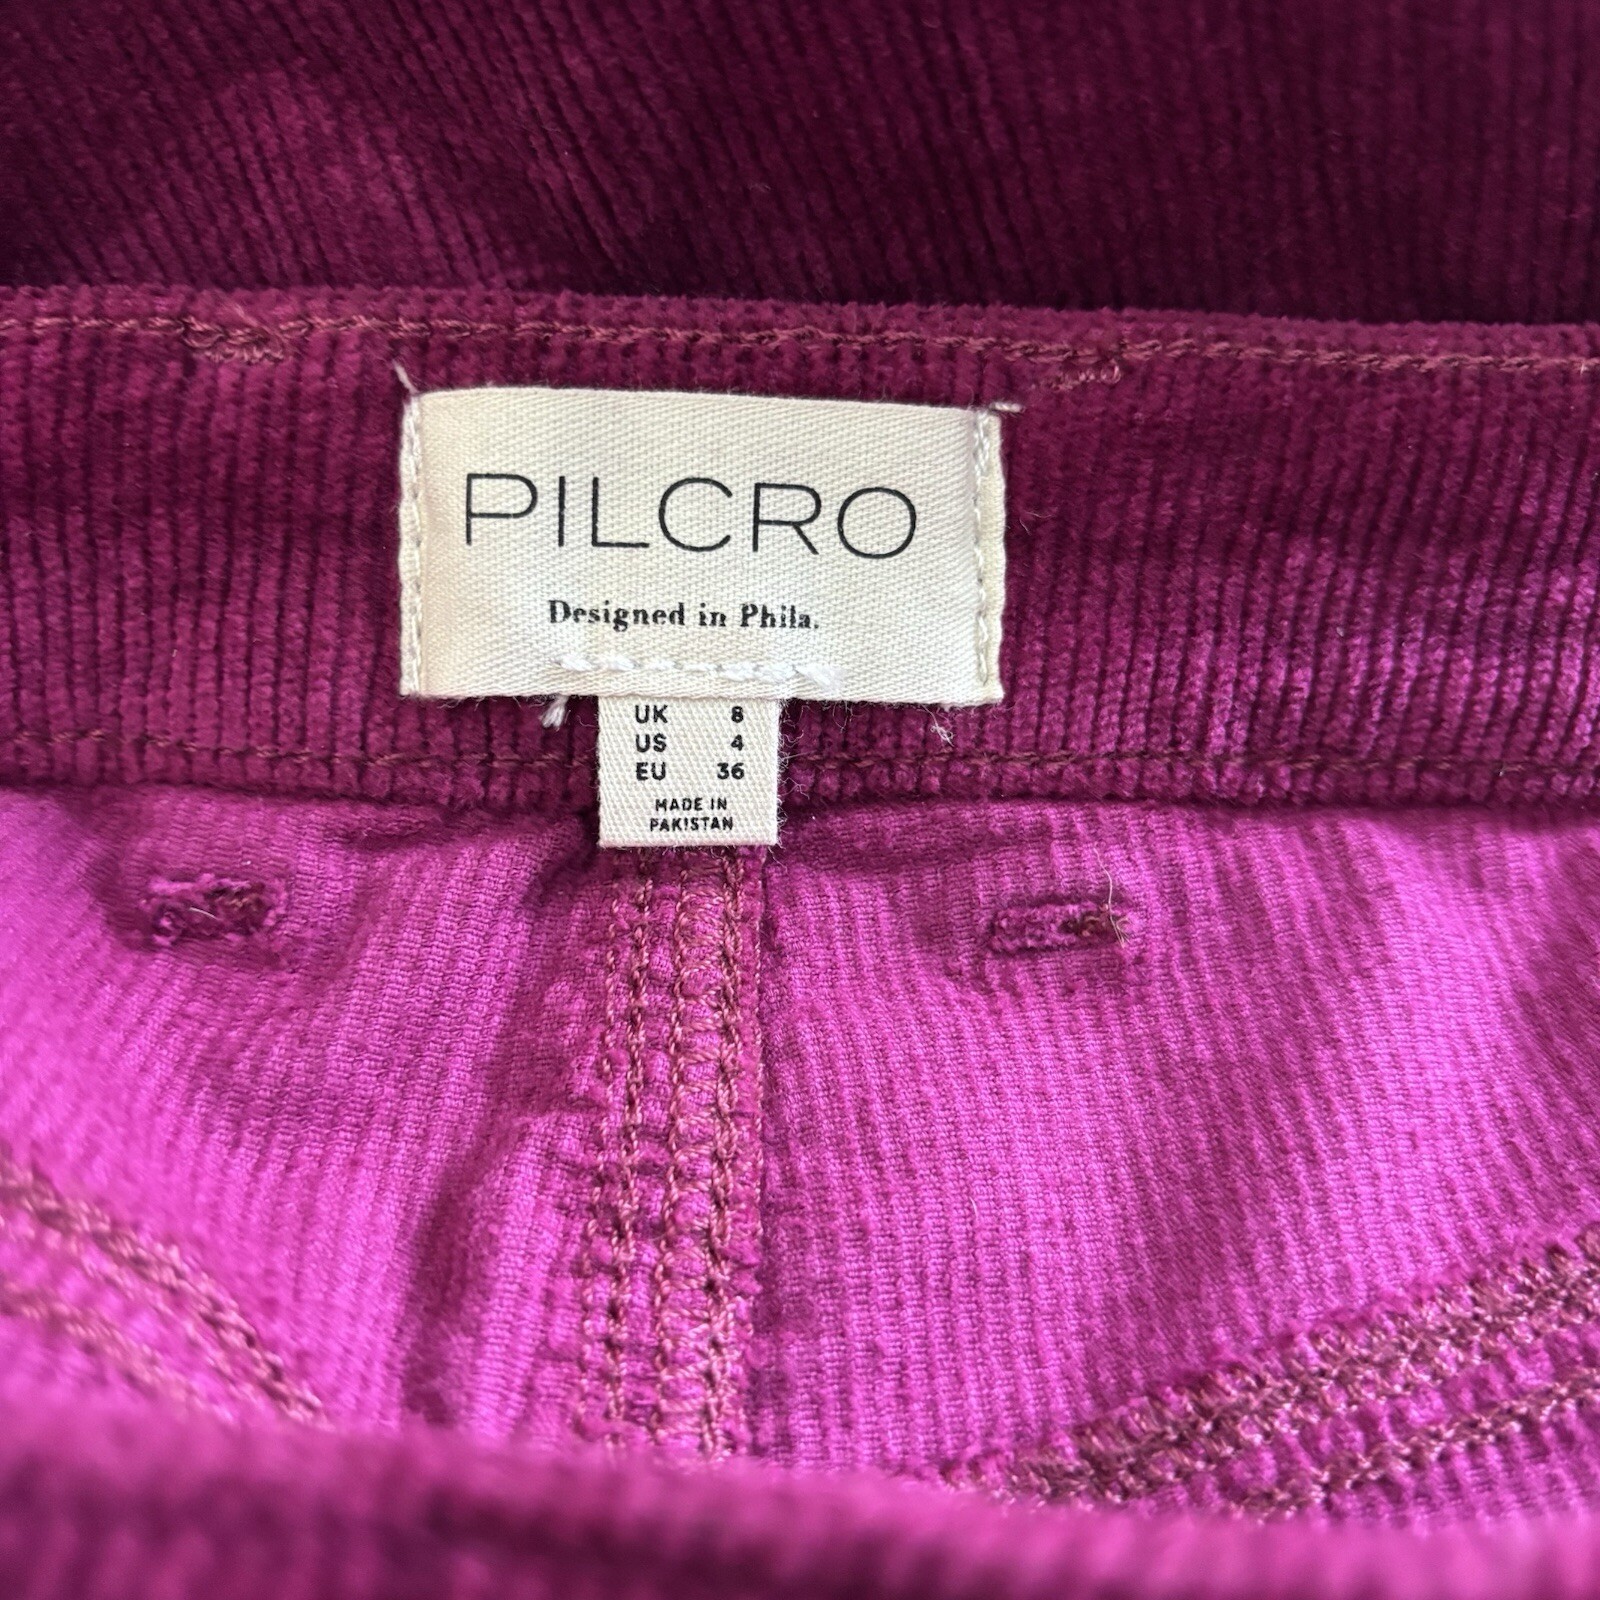 PILCRO
Designed in Phila.
UK 8
US 4
EU 36
MADE IN
PAKISTAN